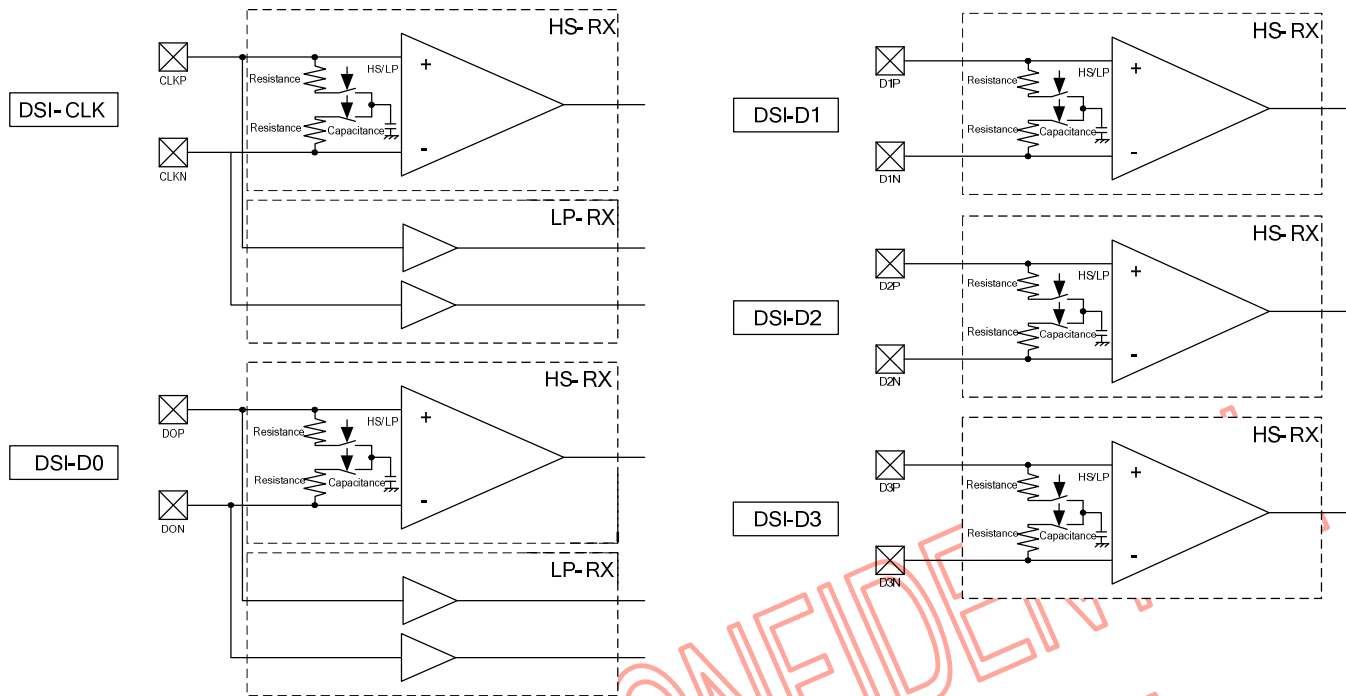 HS-RX
CLKP
Resistance
HS/LP
+
DSI-CLK
Resistance
Capacitance
-
CLKN
LP-RX
HS-RX
DOP
Resistance
HS/LP
+
DSI-D0
Resistance
Capacitance
-
DON
LP-RX
HS-RX
D1P
Resistance
HS/LP
+
DSI-D1
Resistance
Capacitance
-
D1N
HS-RX
D2P
Resistance
HS/LP
+
DSI-D2
Resistance
Capacitance
-
D2N
HS-RX
D3P
Resistance
HS/LP
+
DSI-D3
Resistance
Capacitance
-
D3N